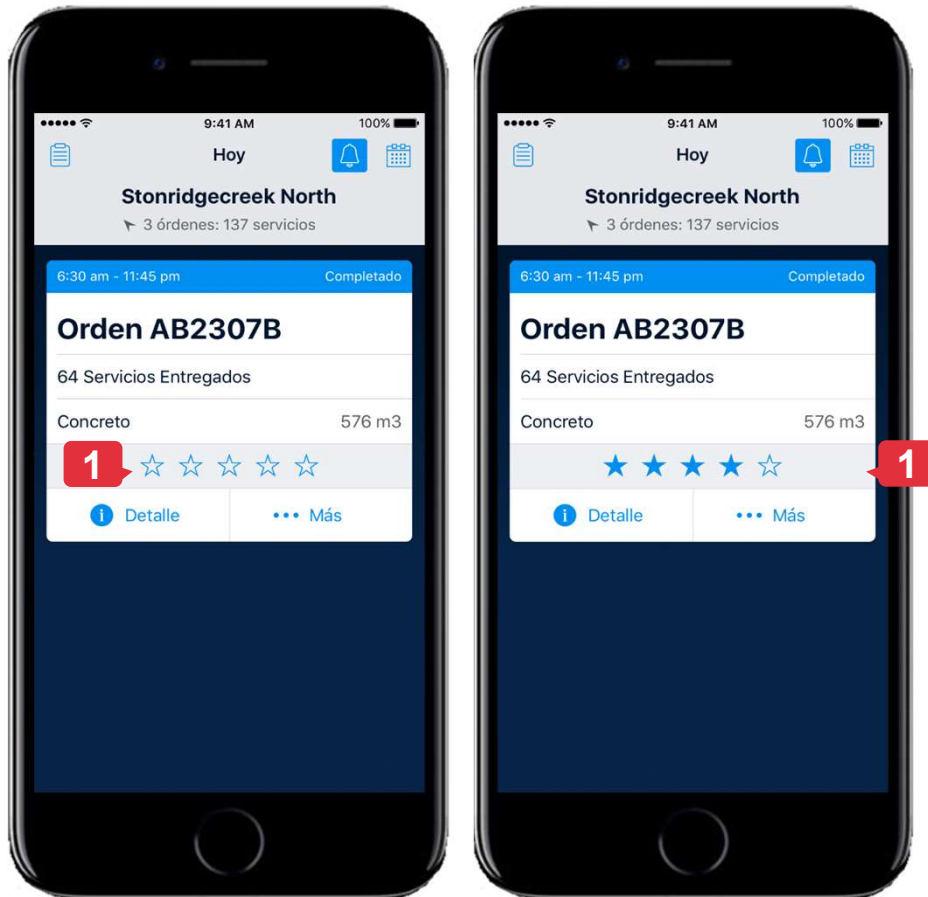 9:41 AM 100%
Hoy
Stonridgecreek North
3 órdenes: 137 servicios
6:30 am - 11:45 pm Completado
Orden AB2307B
64 Servicios Entregados
Concreto 576 m3
1
Detalle Más
9:41 AM 100%
Hoy
Stonridgecreek North
3 órdenes: 137 servicios
6:30 am - 11:45 pm Completado
Orden AB2307B
64 Servicios Entregados
Concreto 576 m3
1
Detalle Más